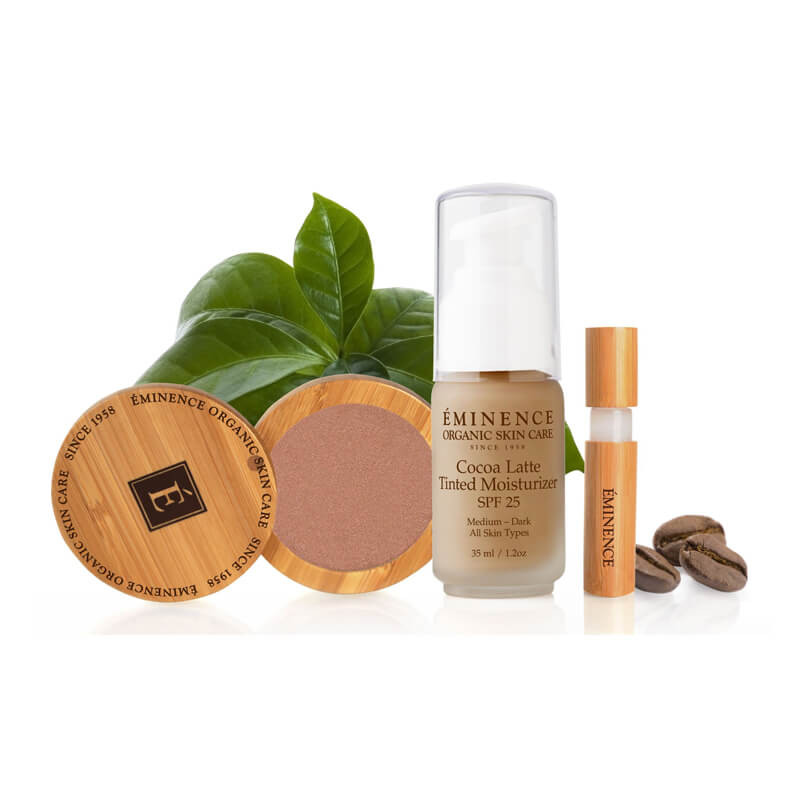 ÉMINENCE ORGANIC SKIN CARE SINCE 1958
ÉMINENCE ORGANIC SKIN CARE SINCE 1958
É
ÉMINENCE
ORGANIC SKIN CARE
SINCE 1958
Cocoa Latte
Tinted Moisturizer
SPF 25
Medium – Dark
All Skin Types
35 ml / 1.2oz
ÉMINENCE